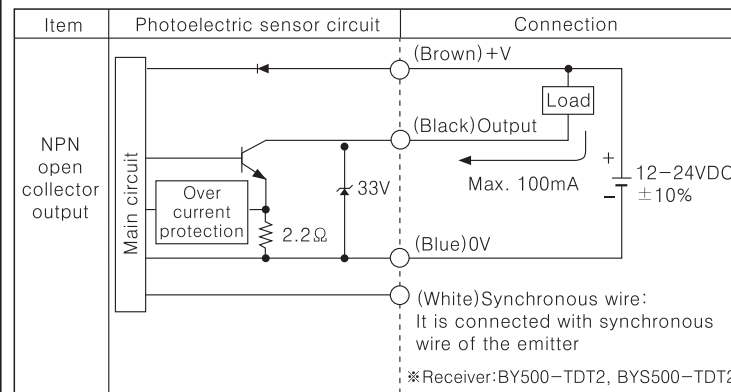 Item
Photoelectric sensor circuit
Connection
NPN
open
collector
output
Main circuit
Over
current
protection
2.2Ω
33V
(Brown)+V
Load
(Black)Output
Max. 100mA
+
12−24VDC
−
±10%
(Blue)0V
(White)Synchronous wire:
It is connected with synchronous
wire of the emitter
※Receiver:BY500−TDT2, BYS500−TDT2